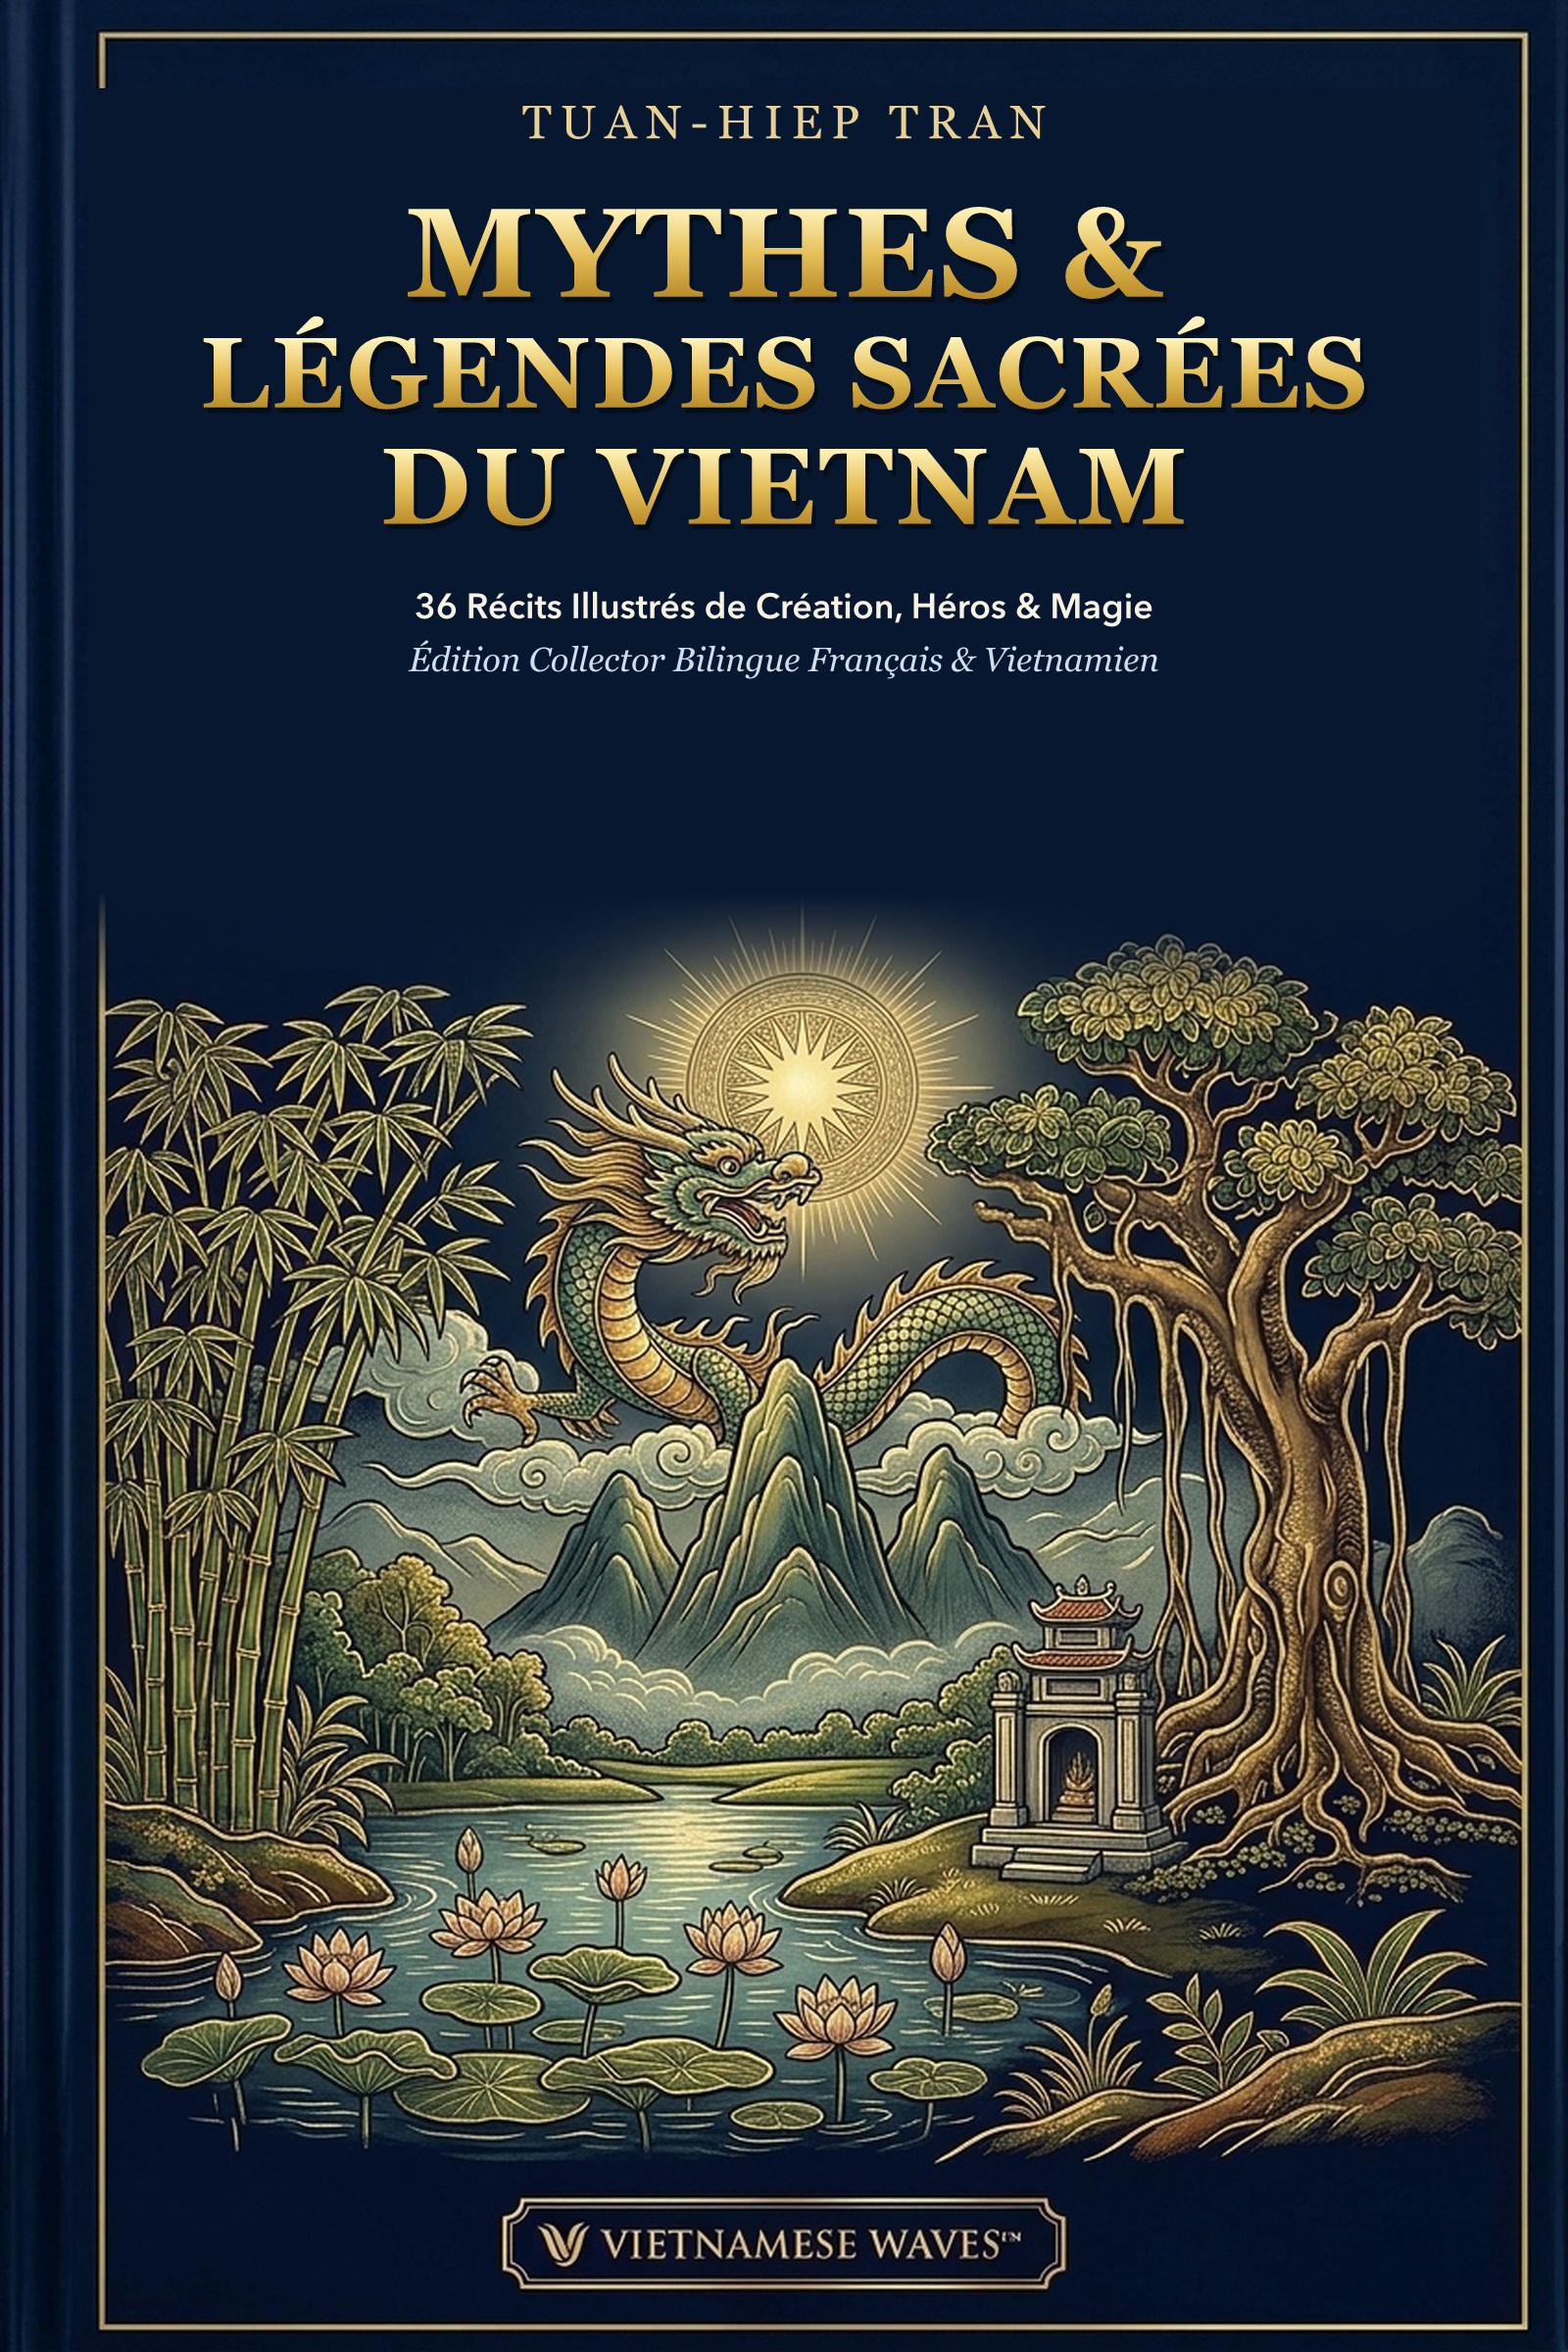 TUAN-HIEP TRAN
MYTHES &
LÉGENDES SACRÉES
DU VIETNAM
36 Récits Illustrés de Création, Héros & Magie
Édition Collector Bilingue Français & Vietnamien
VIETNAMESE WAVES™